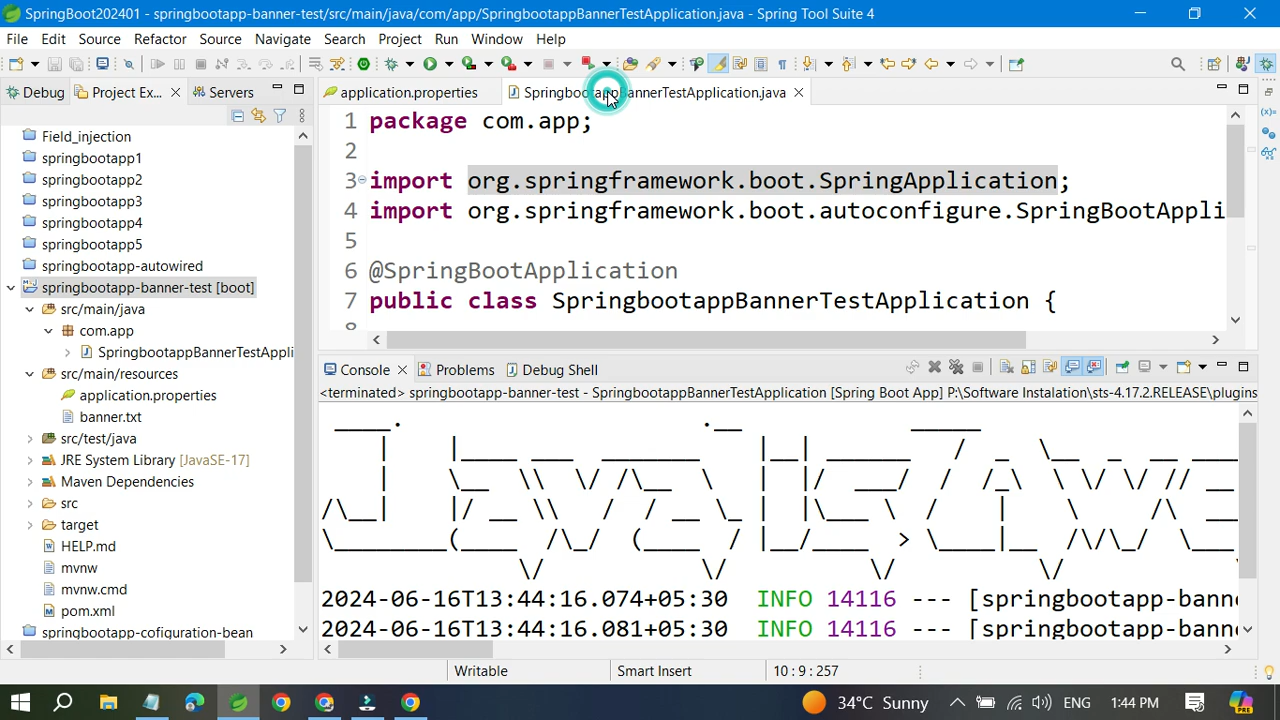 SpringBoot202401 - springbootapp-banner-test/src/main/java/com/app/SpringbootappBannerTestApplication.java - Spring Tool Suite 4
File Edit Source Refactor Source Navigate Search Project Run Window Help
Debug Project Ex... Servers
application.properties SpringbootappBannerTestApplication.java
Field_injection
springbootapp1
springbootapp2
springbootapp3
springbootapp4
springbootapp5
springbootapp-autowired
springbootapp-banner-test [boot]
src/main/java
com.app
SpringbootappBannerTestAppli
src/main/resources
application.properties
banner.txt
src/test/java
JRE System Library [JavaSE-17]
Maven Dependencies
src
target
HELP.md
mvnw
mvnw.cmd
pom.xml
springbootapp-cofiguration-bean
1 package com.app;
2
3 import org.springframework.boot.SpringApplication;
4 import org.springframework.boot.autoconfigure.SpringBootAppli
5
6 @SpringBootApplication
7 public class SpringbootappBannerTestApplication {
8
Console Problems Debug Shell
<terminated> springbootapp-banner-test - SpringbootappBannerTestApplication [Spring Boot App] P:\Software Instalation\sts-4.17.2.RELEASE\plugins
JavaIsAwe
2024-06-16T13:44:16.074+05:30 INFO 14116 --- [springbootapp-bann
2024-06-16T13:44:16.081+05:30 INFO 14116 --- [springbootapp-bann
Writable Smart Insert 10 : 9 : 257
34°C Sunny ENG 1:44 PM
PRE